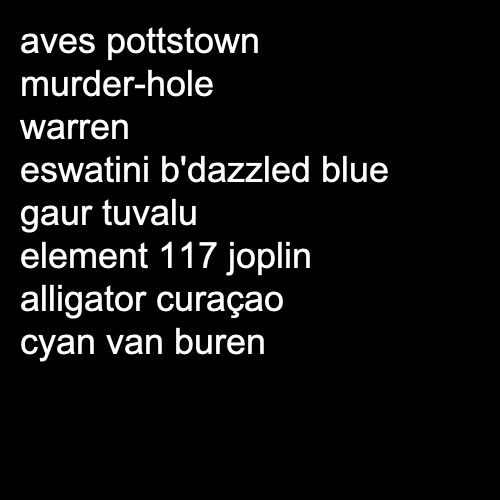 aves pottstown
murder-hole
warren
eswatini b'dazzled blue
gaur tuvalu
element 117 joplin
alligator curaçao
cyan van buren